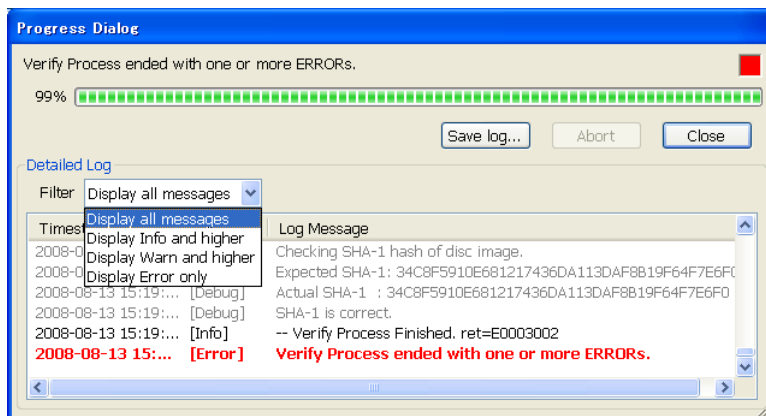 Progress Dialog
Verify Process ended with one or more ERRORs.
99%
Save log...
Abort
Close
Detailed Log
Filter
Display all messages
Display all messages
Display Info and higher
Display Warn and higher
Display Error only
Log Message
Checking SHA-1 hash of disc image.
Expected SHA-1: 34C8F5910E681217436DA113DAF8B19F64F7E6F0
2008-08-13 15:19:... [Debug] Actual SHA-1 : 34C8F5910E681217436DA113DAF8B19F64F7E6F0
2008-08-13 15:19:... [Debug] SHA-1 is correct.
2008-08-13 15:19:... [Info] -- Verify Process Finished. ret=E0003002
2008-08-13 15:... [Error] Verify Process ended with one or more ERRORs.